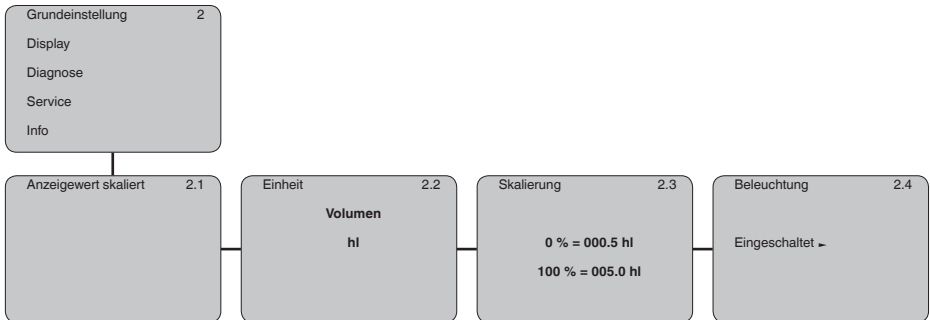 Grundeinstellung 2
Display
Diagnose
Service
Info
Anzeigewert skaliert 2.1
Einheit 2.2
Volumen
hl
Skalierung 2.3
0 % = 000.5 hl
100 % = 005.0 hl
Beleuchtung 2.4
Eingeschaltet ►